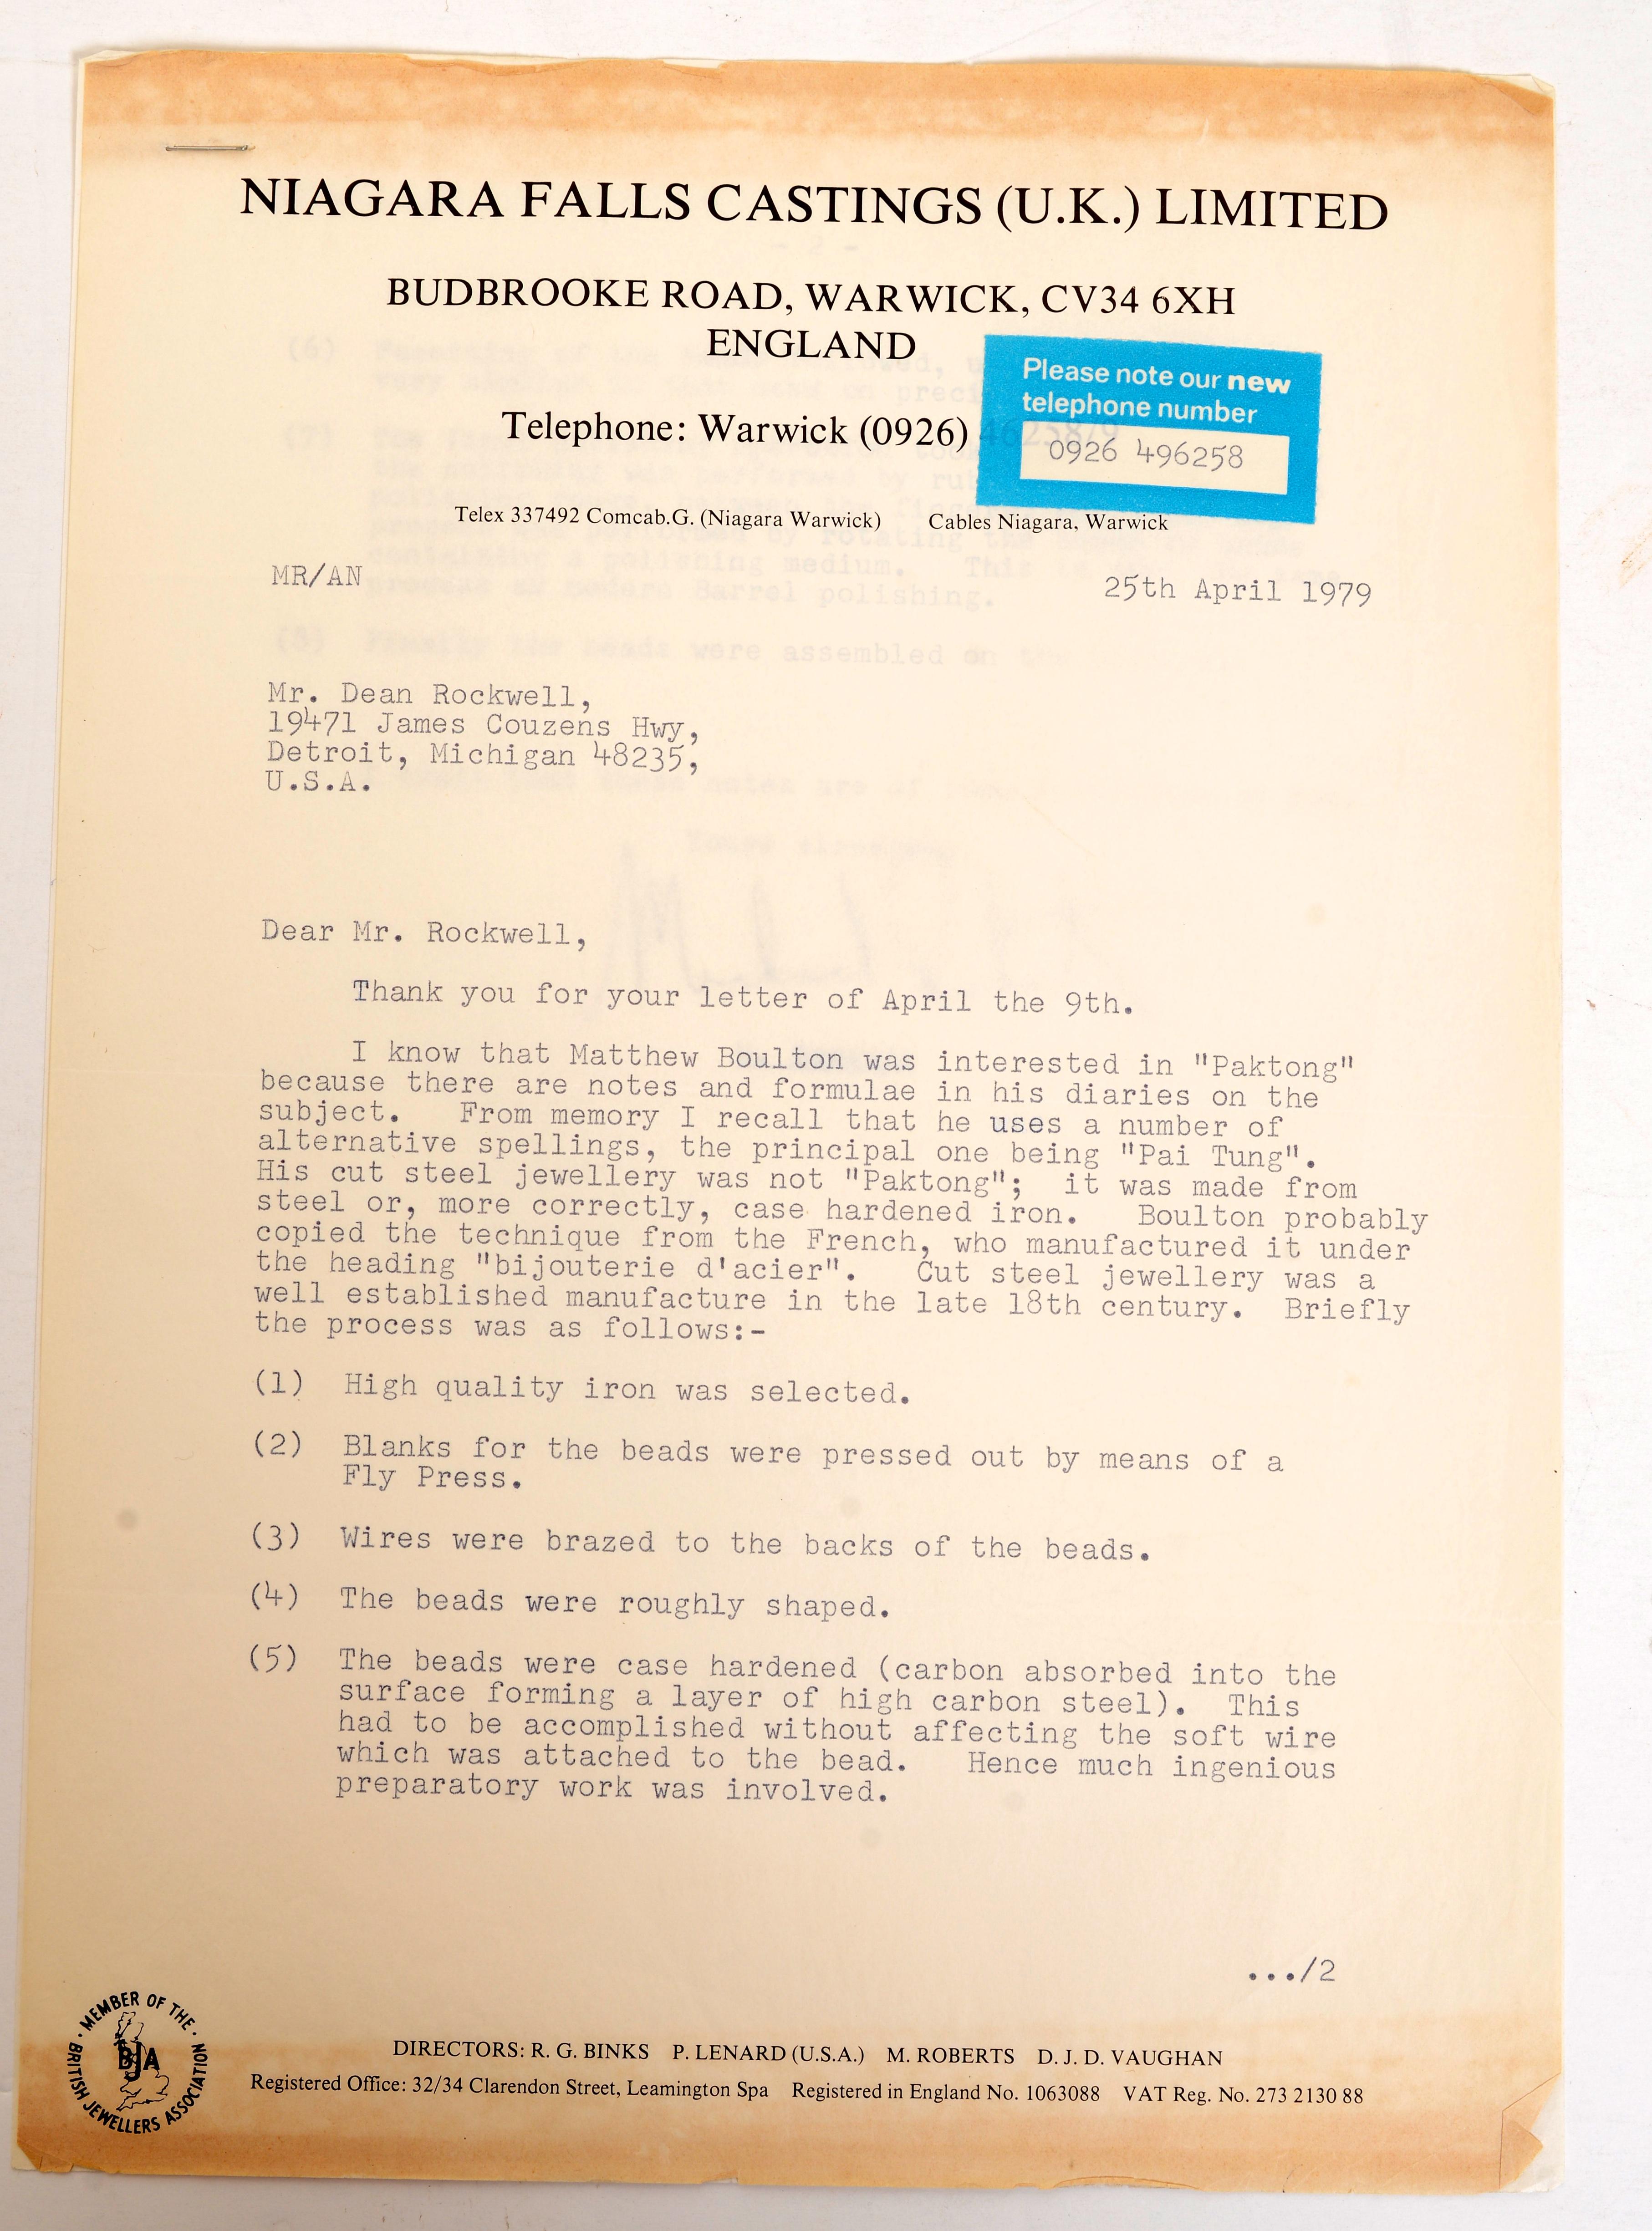 NIAGARA FALLS CASTINGS (U.K.) LIMITED
- 2 -
BUDBROOKE ROAD, WARWICK, CV34 6XH
ENGLAND
Please note our new
telephone number
0926 496258
Telephone: Warwick (0926)
Telex 337492 Comcab.G. (Niagara Warwick) Cables Niagara, Warwick
MR/AN
25th April 1979
Mr. Dean Rockwell,
19471 James Couzens Hwy,
Detroit, Michigan 48235,
U.S.A.
Dear Mr. Rockwell,
Thank you for your letter of April the 9th.
I know that Matthew Boulton was interested in "Paktong"
because there are notes and formulae in his diaries on the
subject. From memory I recall that he uses a number of
alternative spellings, the principal one being "Pai Tung".
His cut steel jewellery was not "Paktong"; it was made from
steel or, more correctly, case hardened iron. Boulton probably
copied the technique from the French, who manufactured it under
the heading "bijouterie d'acier". Cut steel jewellery was a
well established manufacture in the late 18th century. Briefly
the process was as follows:-
(1) High quality iron was selected.
(2) Blanks for the beads were pressed out by means of a
Fly Press.
(3) Wires were brazed to the backs of the beads.
(4) The beads were roughly shaped.
(5) The beads were case hardened (carbon absorbed into the
surface forming a layer of high carbon steel). This
had to be accomplished without affecting the soft wire
which was attached to the bead. Hence much ingenious
preparatory work was involved.
.../2
MEMBER OF THE BRITISH JEWELLERS ASSOCIATION
BJA
DIRECTORS: R. G. BINKS P. LENARD (U.S.A.) M. ROBERTS D. J. D. VAUGHAN
Registered Office: 32/34 Clarendon Street, Leamington Spa Registered in England No. 1063088 VAT Reg. No. 273 2130 88